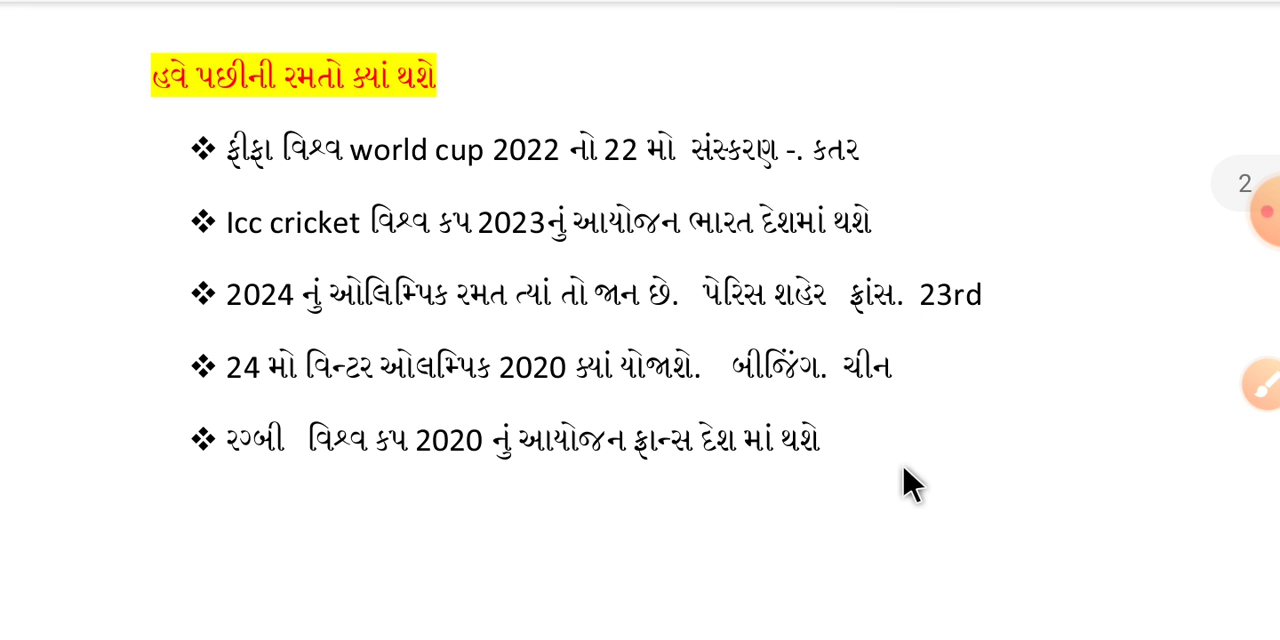 હવે પછીની રમતો ક્યાં થશે
❖ ફીફા વિશ્વ world cup 2022 નો 22 મો સંસ્કરણ -. કતર
❖ Icc cricket વિશ્વ કપ 2023નું આયોજન ભારત દેશમાં થશે
❖ 2024 નું ઓલિમ્પિક રમત ત્યાં તો જાન છે. પેરિસ શહેર ફ્રાંસ. 23rd
❖ 24 મો વિન્ટર ઓલમ્પિક 2020 ક્યાં યોજાશે. બીજિંગ. ચીન
❖ રગ્બી વિશ્વ કપ 2020 નું આયોજન ફ્રાન્સ દેશ માં થશે
2